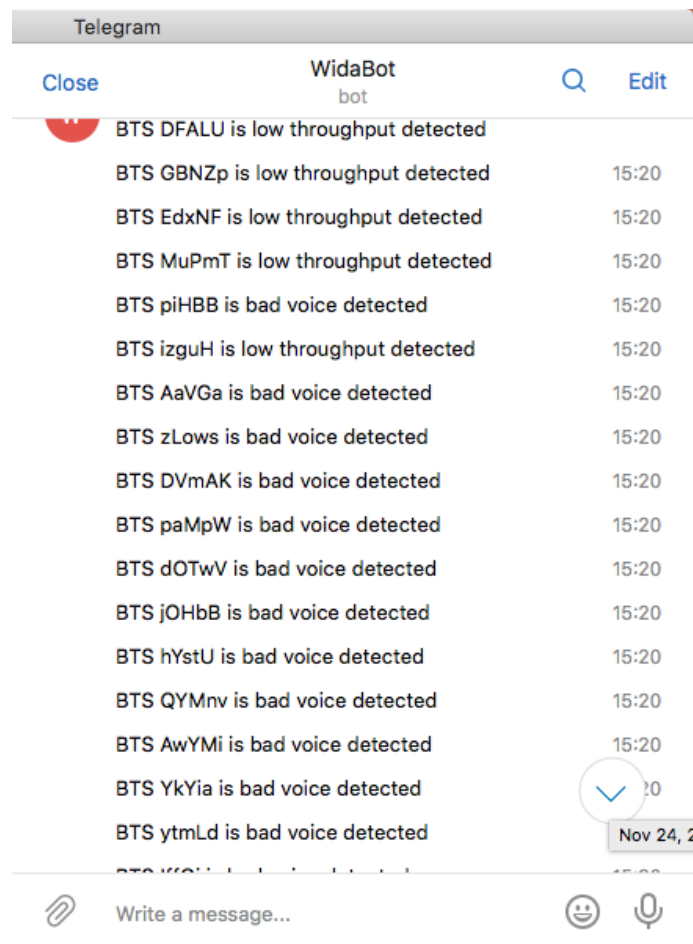 Telegram
Close
WidaBot
bot
Edit
BTS DFALU is low throughput detected
BTS GBNZp is low throughput detected 15:20
BTS EdxNF is low throughput detected 15:20
BTS MuPmT is low throughput detected 15:20
BTS piHBB is bad voice detected 15:20
BTS izguH is low throughput detected 15:20
BTS AaVGa is bad voice detected 15:20
BTS zLows is bad voice detected 15:20
BTS DVmAK is bad voice detected 15:20
BTS paMpW is bad voice detected 15:20
BTS dOTwV is bad voice detected 15:20
BTS jOHbB is bad voice detected 15:20
BTS hYstU is bad voice detected 15:20
BTS QYMnv is bad voice detected 15:20
BTS AwYMi is bad voice detected 15:20
BTS YkYia is bad voice detected
BTS ytmLd is bad voice detected
Nov 24,
Write a message...